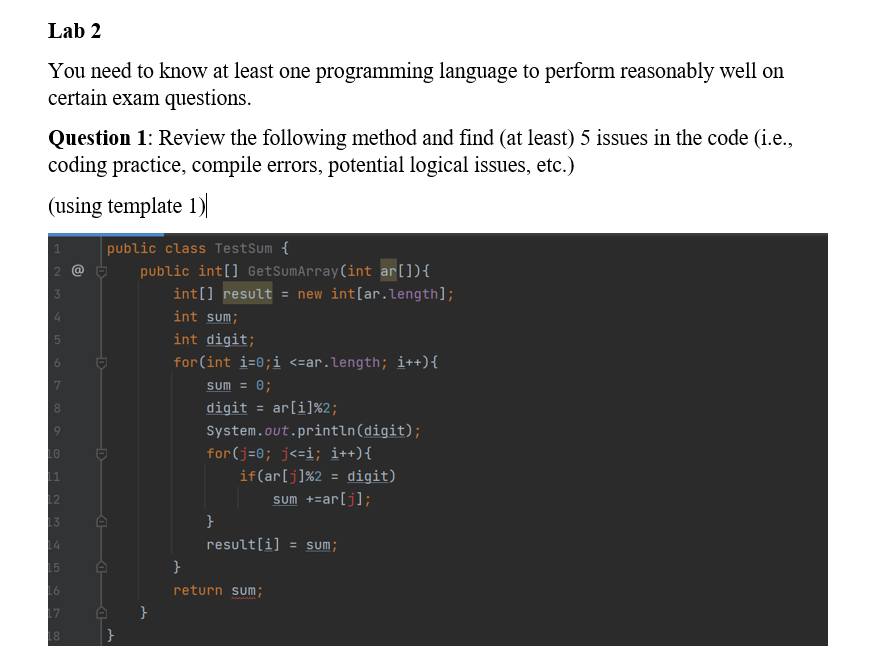 Lab 2
You need to know at least one programming language to perform reasonably well on
certain exam questions.
Question 1: Review the following method and find (at least) 5 issues in the code (i.e.,
coding practice, compile errors, potential logical issues, etc.)
(using template 1)
1 public class TestSum {
2 @ public int[] GetSumArray(int ar[]){
3 int[] result = new int[ar.length];
4 int sum;
5 int digit;
6 for(int i=0;i <=ar.length; i++){
7 sum = 0;
8 digit = ar[i]%2;
9 System.out.println(digit);
10 for(j=0; j<=i; i++){
11 if(ar[j]%2 = digit)
12 sum +=ar[j];
13 }
14 result[i] = sum;
15 }
16 return sum;
17 }
18 }